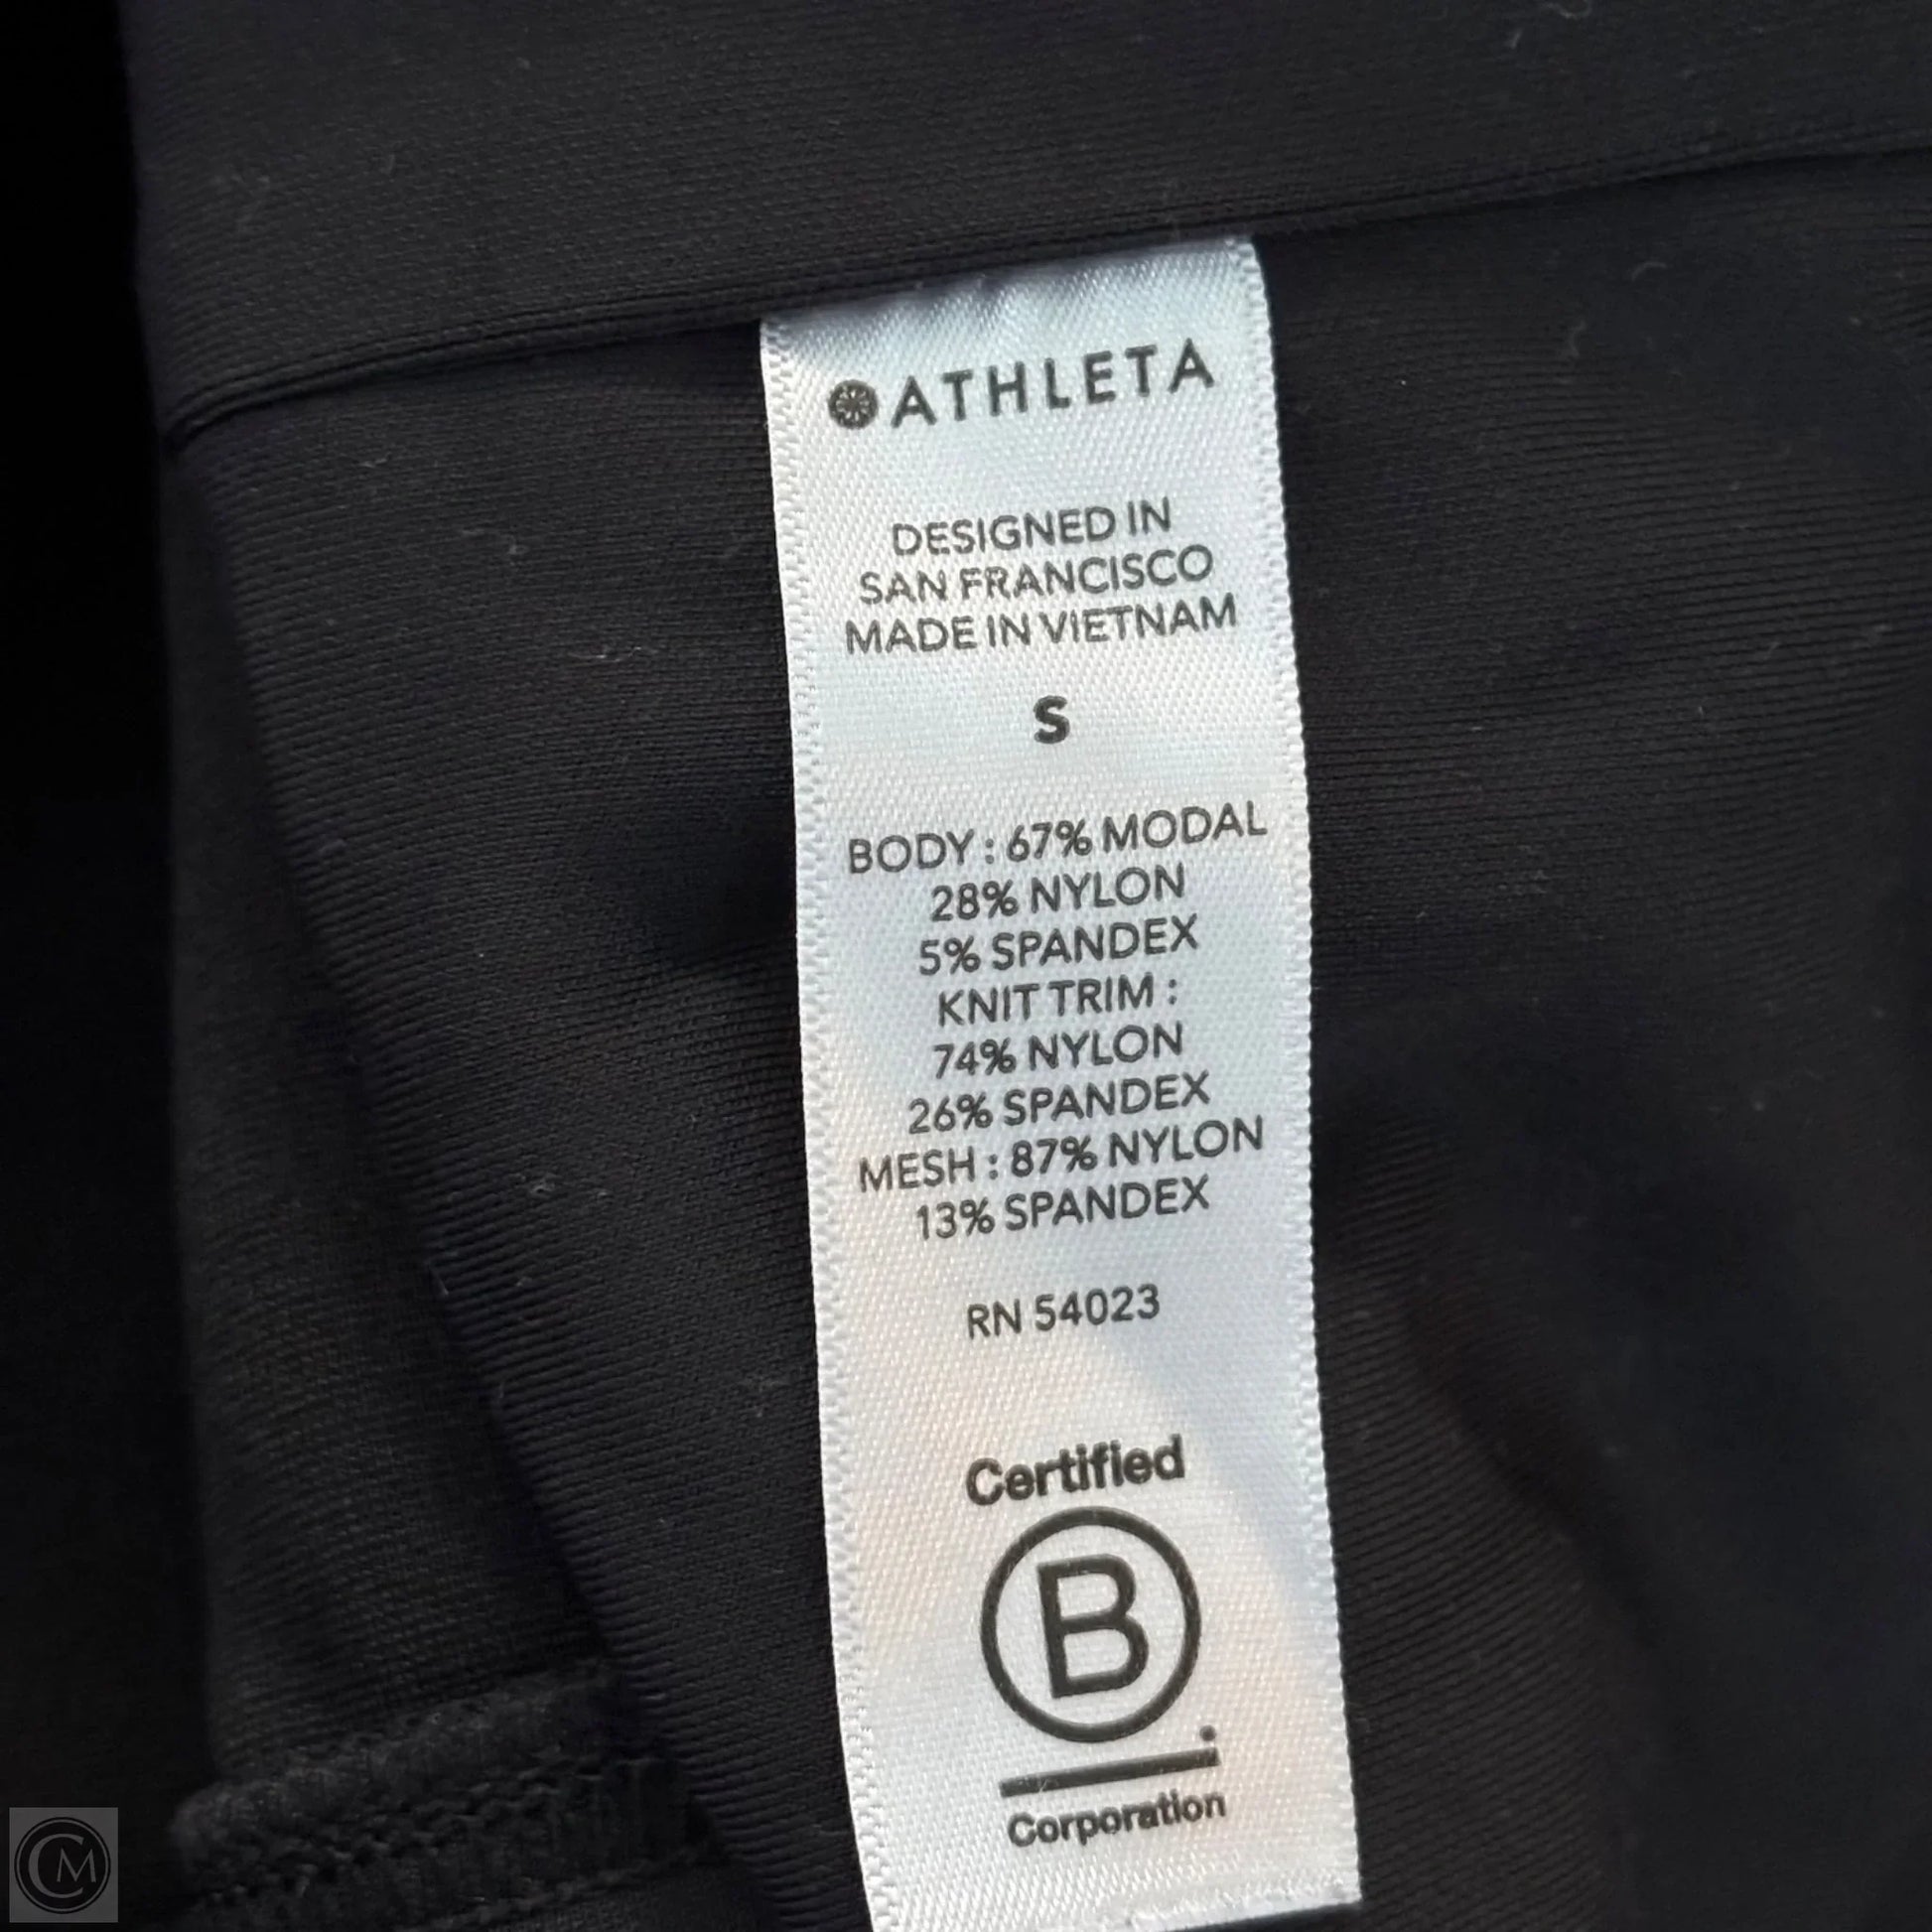 ATHLETA
DESIGNED IN
SAN FRANCISCO
MADE IN VIETNAM
S
BODY : 67% MODAL
28% NYLON
5% SPANDEX
KNIT TRIM :
74% NYLON
26% SPANDEX
MESH : 87% NYLON
13% SPANDEX
RN 54023
Certified
B
Corporation
CM